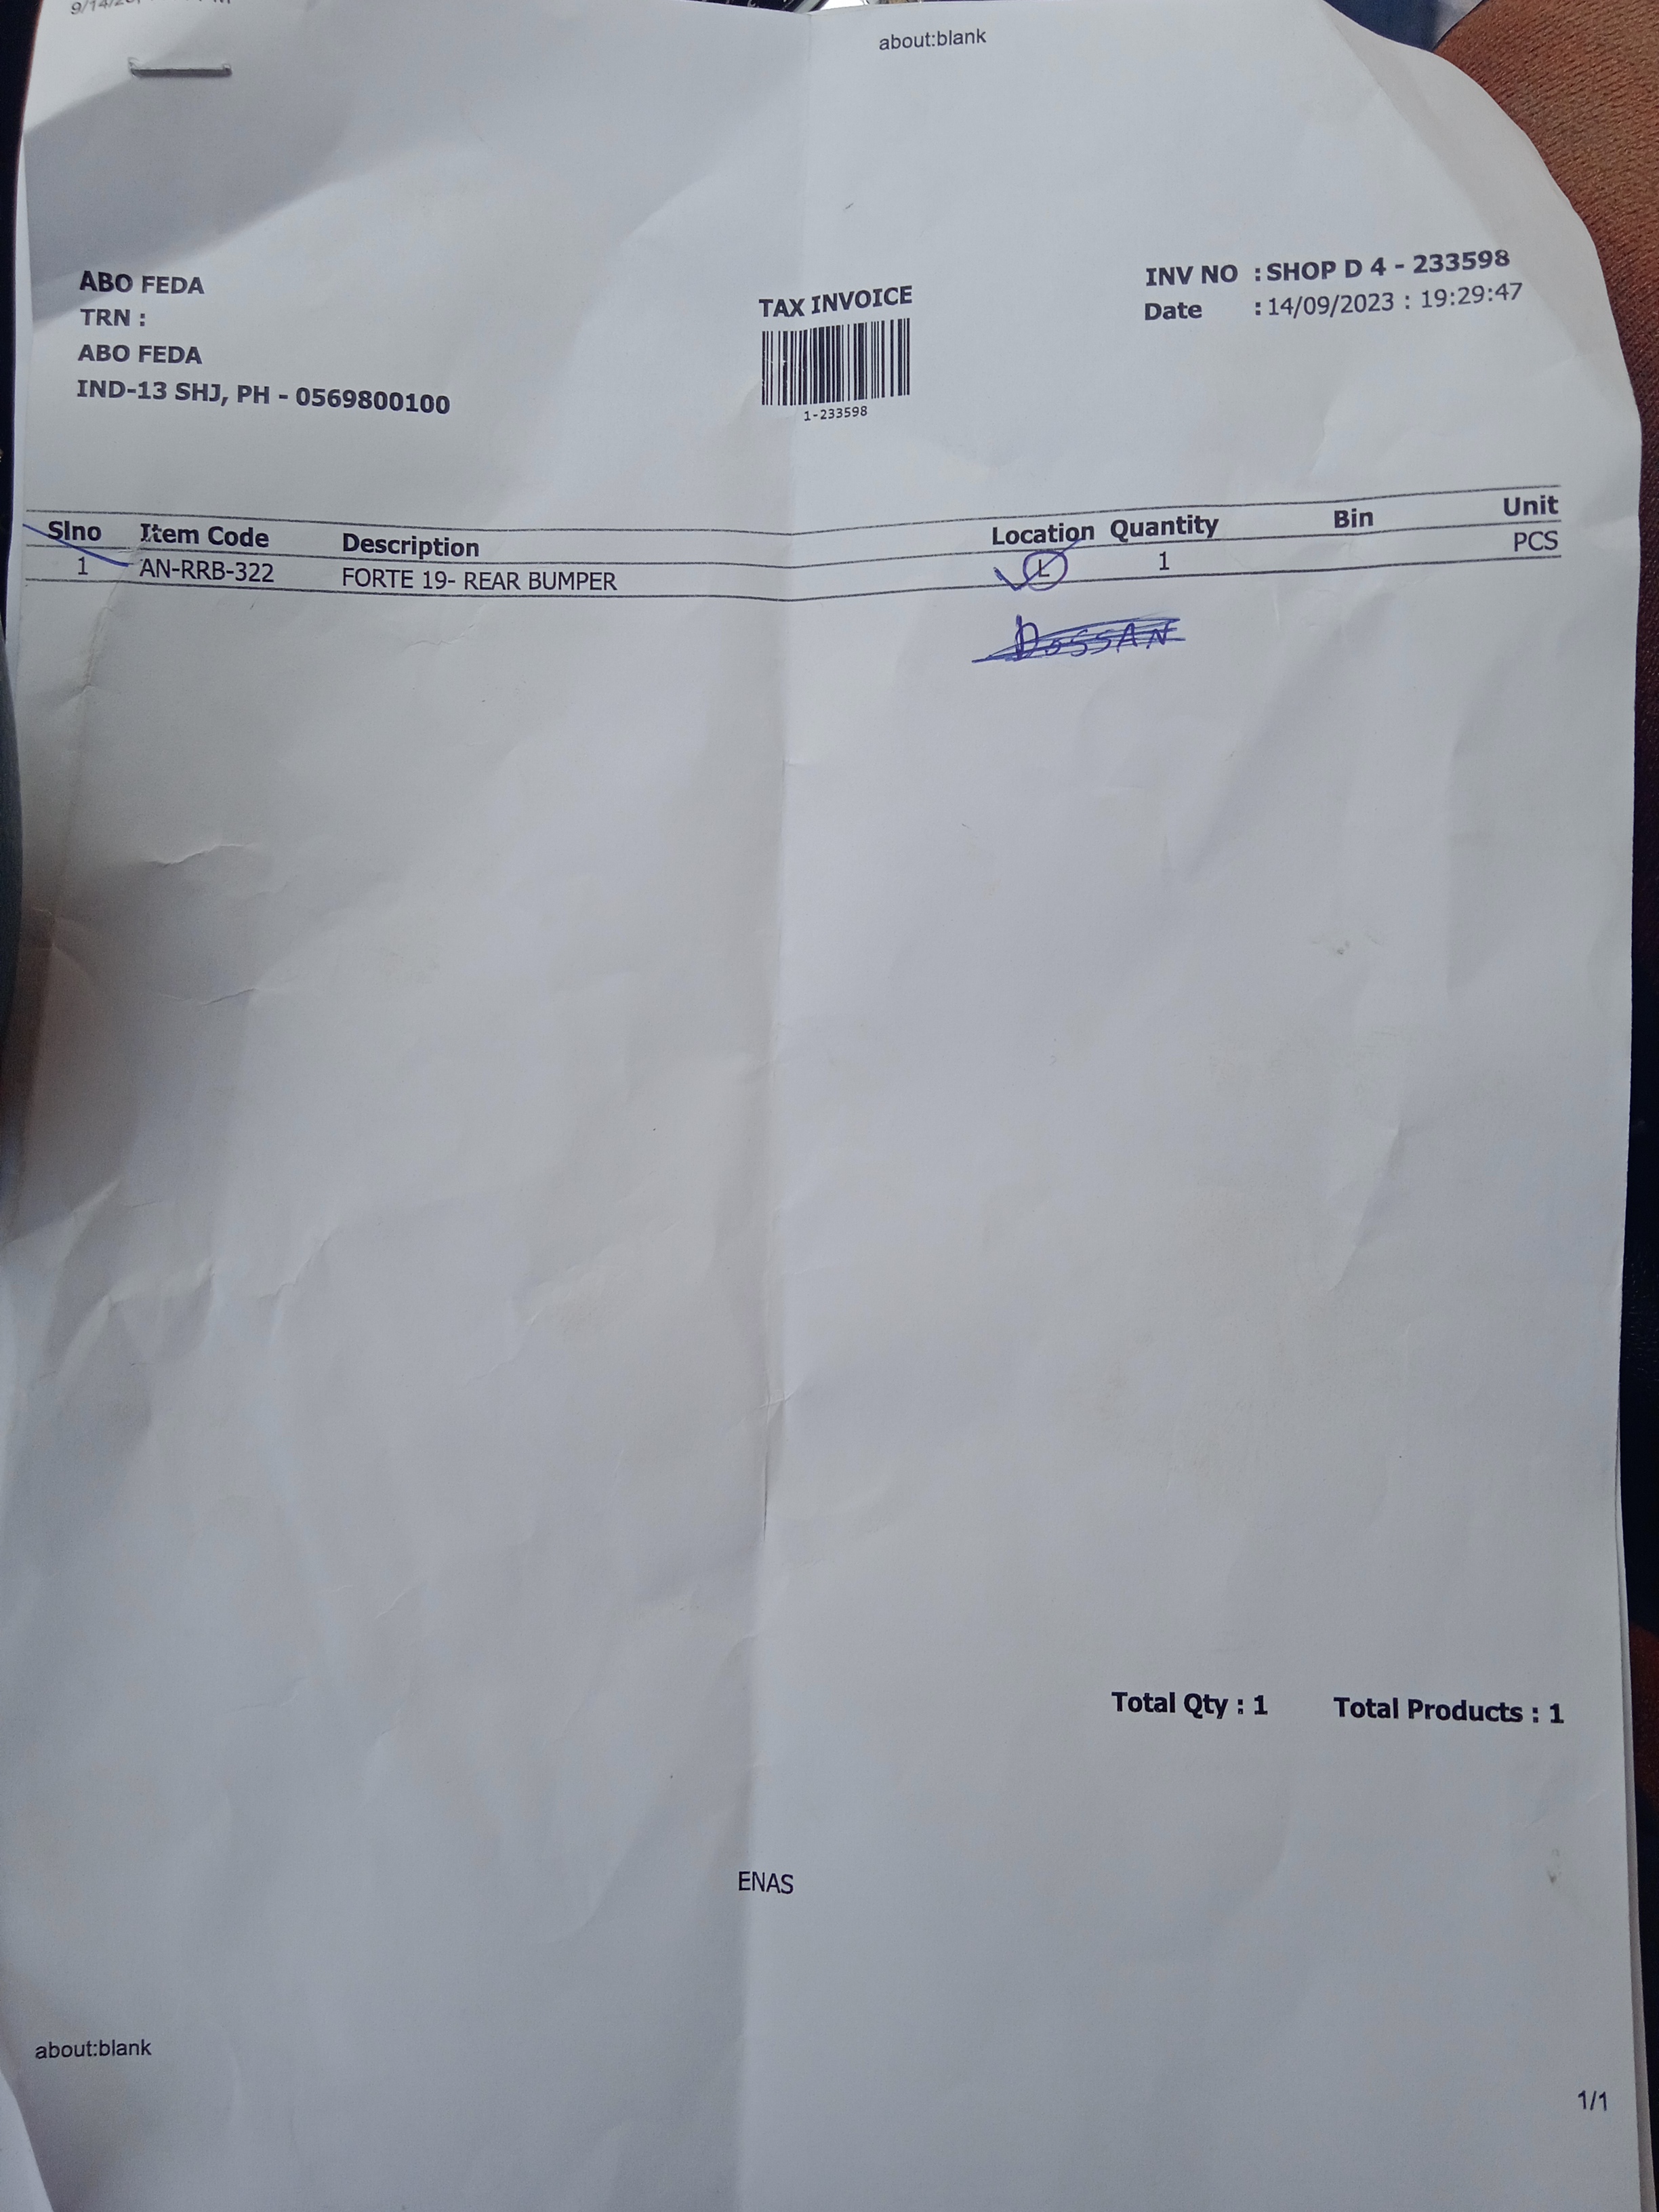 about:blank
ABO FEDA
TRN :
ABO FEDA
IND-13 SHJ, PH - 0569800100
TAX INVOICE
1-233598
INV NO : SHOP D 4 - 233598
Date : 14/09/2023 : 19:29:47
Slno Item Code Description Location Quantity Bin Unit
1 AN-RRB-322 FORTE 19- REAR BUMPER L 1 PCS
Total Qty : 1 Total Products : 1
ENAS
about:blank
1/1